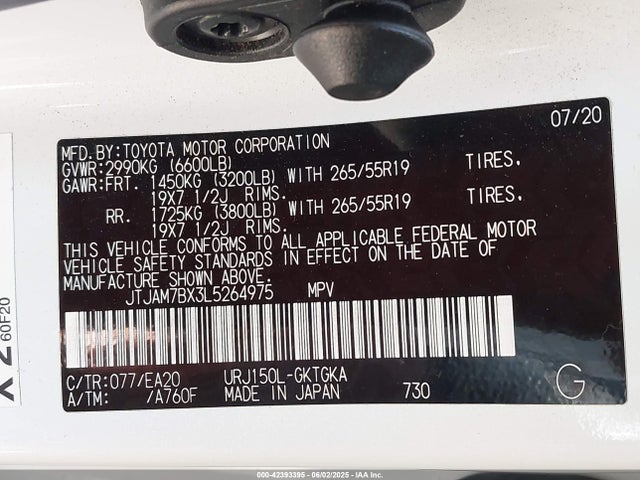 07/20
MFD.BY:TOYOTA MOTOR CORPORATION
GVWR:2990KG (6600LB)
GAWR:FRT. 1450KG (3200LB) WITH 265/55R19 TIRES,
19X7 1/2J RIMS.
RR. 1725KG (3800LB) WITH 265/55R19 TIRES,
19X7 1/2J RIMS.
THIS VEHICLE CONFORMS TO ALL APPLICABLE FEDERAL MOTOR
VEHICLE SAFETY STANDARDS IN EFFECT ON THE DATE OF
MANUFACTURE SHOWN ABOVE.
JTJAM7BX3L5264975 MPV
C/TR:077/EA20 URJ150L-GKTGKA
A/TM: /A760F MADE IN JAPAN 730 G
60F20
000-42393395 - 06/02/2025 - IAA Inc.